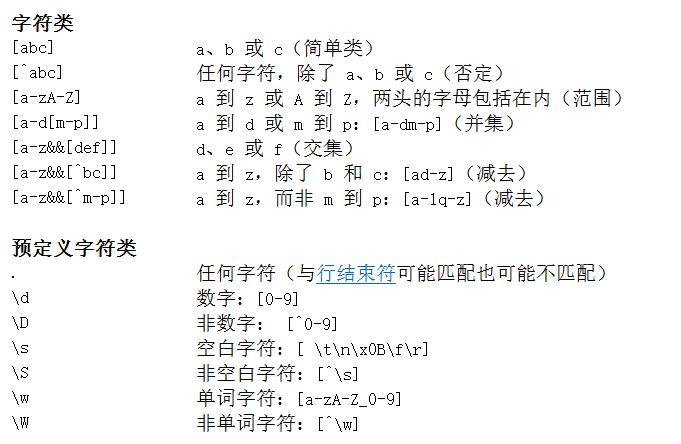 字符类
[abc] a、b 或 c（简单类）
[^abc] 任何字符，除了 a、b 或 c（否定）
[a-zA-Z] a 到 z 或 A 到 Z，两头的字母包括在内（范围）
[a-d[m-p]] a 到 d 或 m 到 p：[a-dm-p]（并集）
[a-z&&[def]] d、e 或 f（交集）
[a-z&&[^bc]] a 到 z，除了 b 和 c：[ad-z]（减去）
[a-z&&[^m-p]] a 到 z，而非 m 到 p：[a-lq-z]（减去）
预定义字符类
. 任何字符（与行结束符可能匹配也可能不匹配）
\d 数字：[0-9]
\D 非数字： [^0-9]
\s 空白字符：[ \t\n\x0B\f\r]
\S 非空白字符：[^\s]
\w 单词字符：[a-zA-Z_0-9]
\W 非单词字符：[^\w]